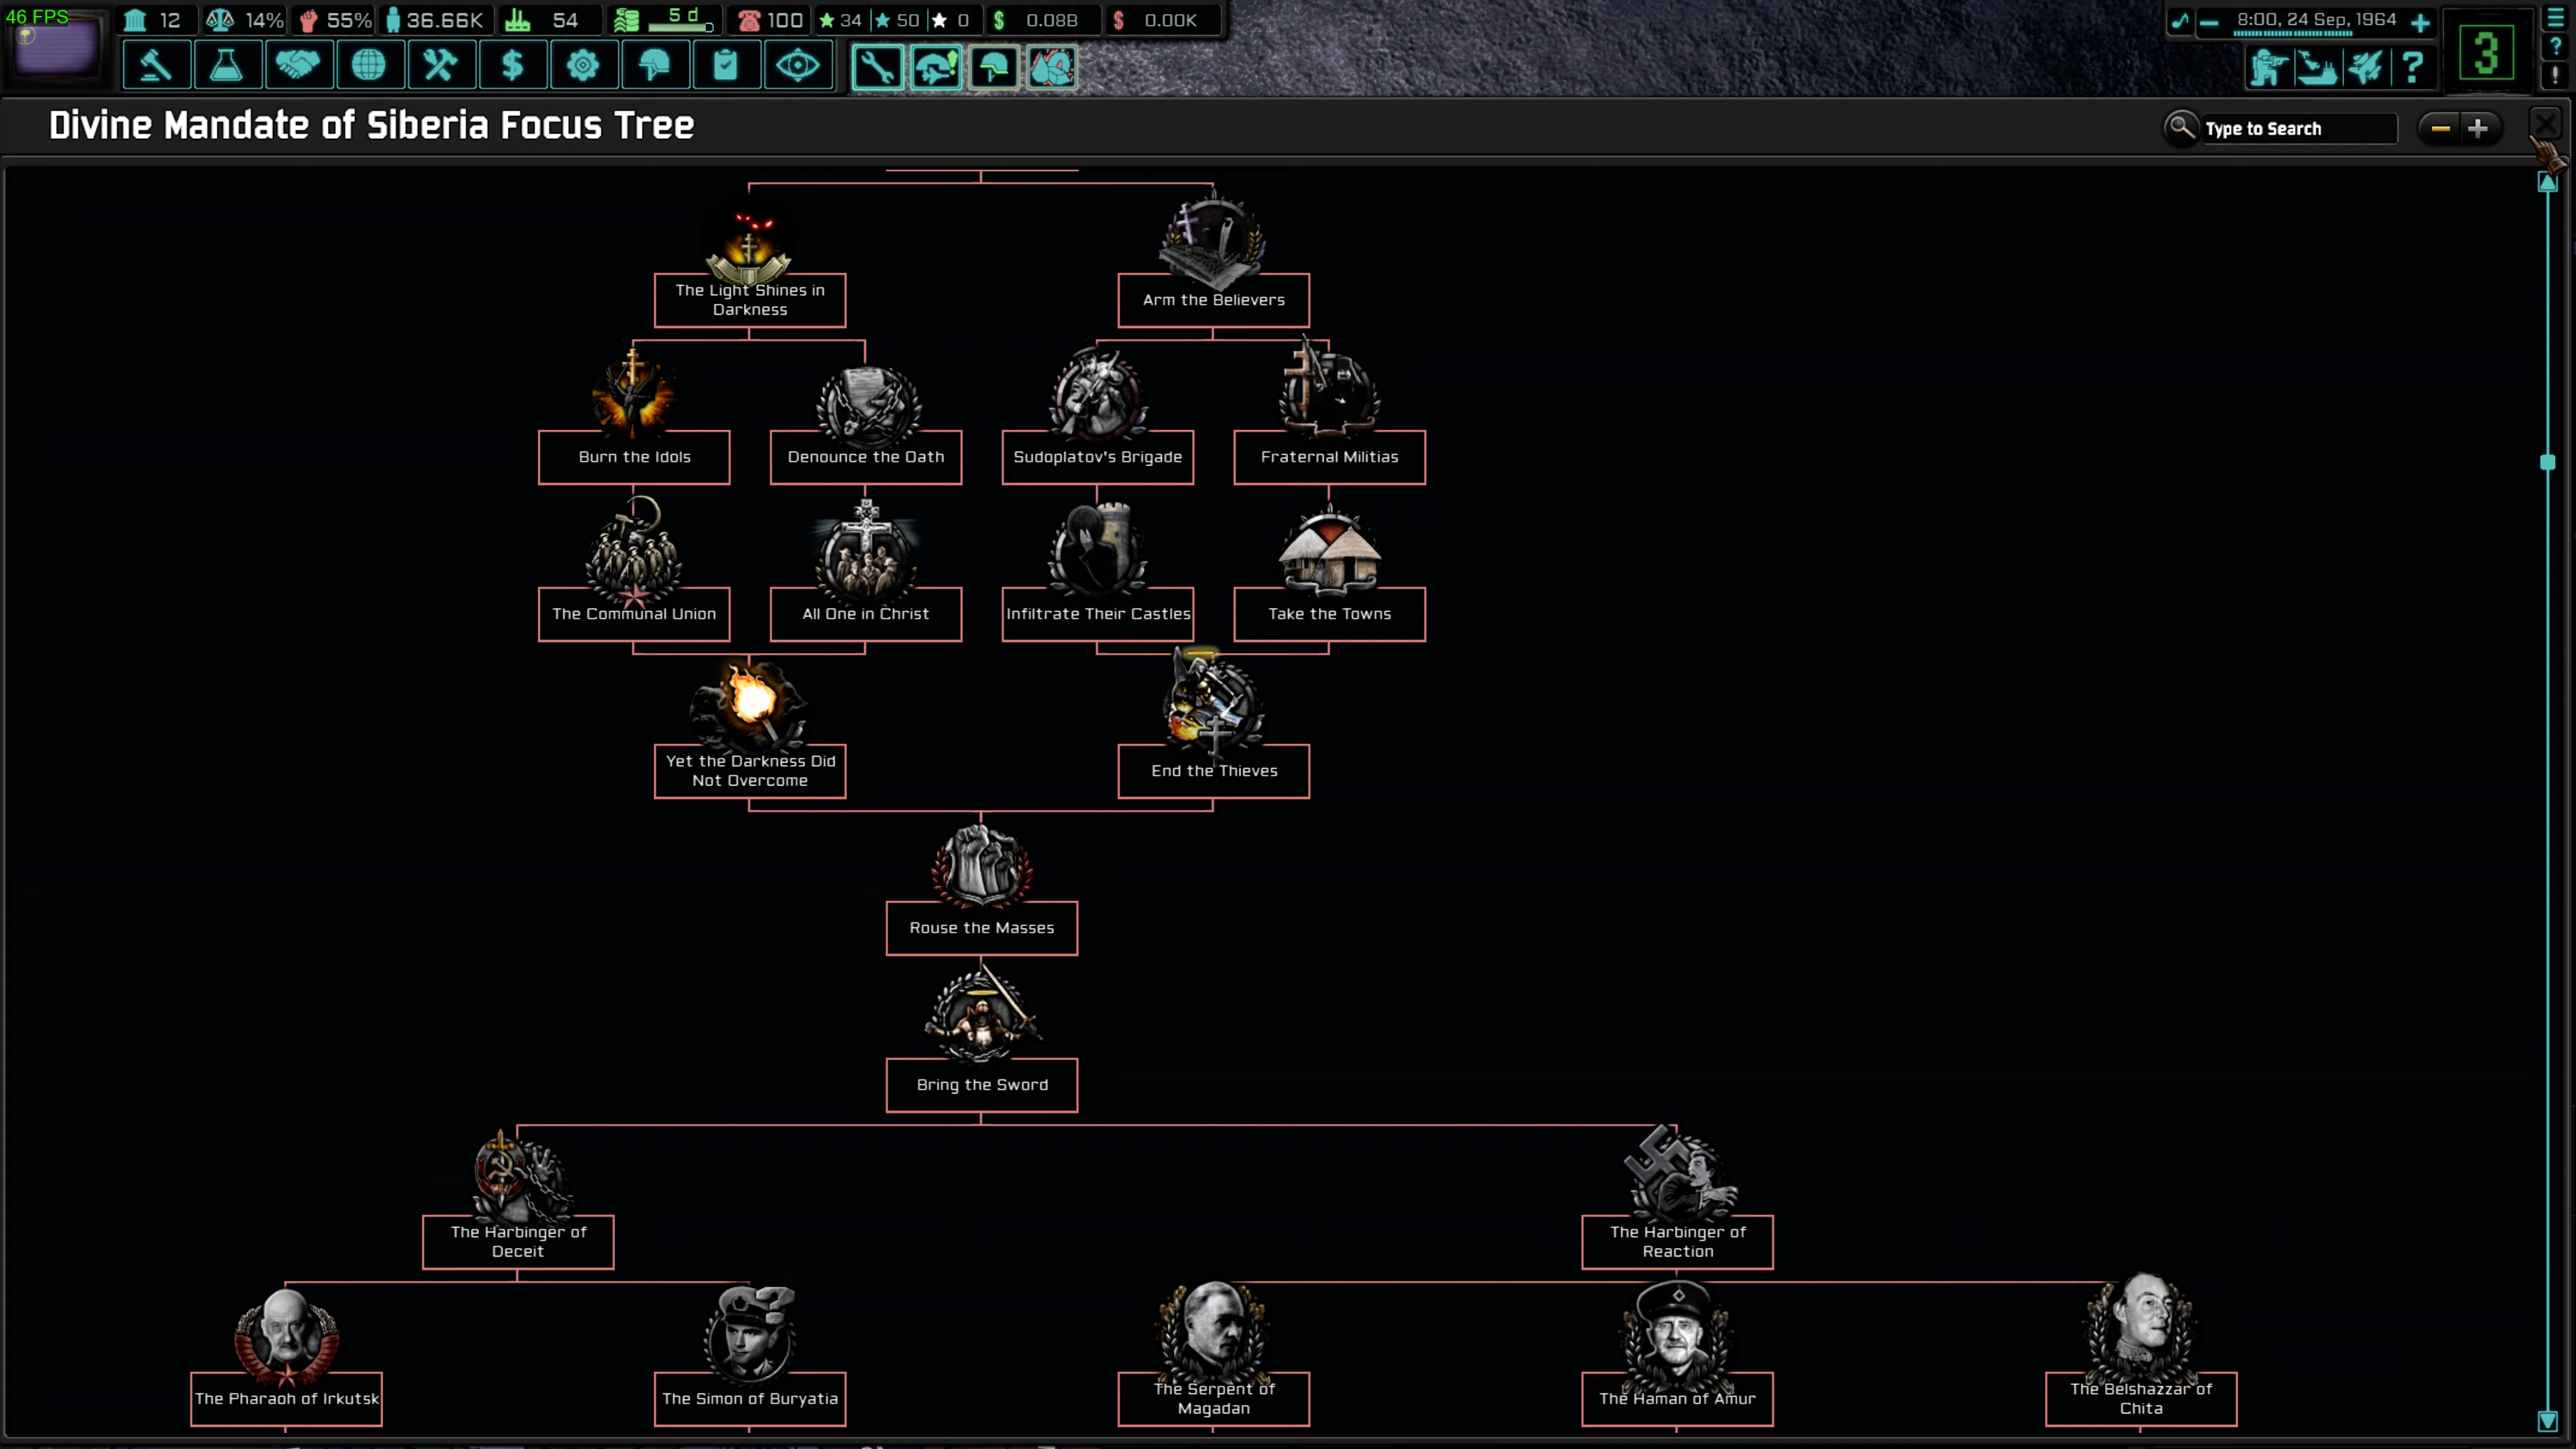 46 FPS
12
14%
55%
36.66K
54
5 d
100
34
50
0
$ 0.08B
$ 0.00K
8:00, 24 Sep, 1964
3
Divine Mandate of Siberia Focus Tree
Type to Search
The Light Shines in
Darkness
Arm the Believers
Burn the Idols
Denounce the Oath
Sudoplatov's Brigade
Fraternal Militias
The Communal Union
All One in Christ
Infiltrate Their Castles
Take the Towns
Yet the Darkness Did
Not Overcome
End the Thieves
Rouse the Masses
Bring the Sword
The Harbinger of
Deceit
The Harbinger of
Reaction
The Pharaoh of Irkutsk
The Simon of Buryatia
The Serpent of
Magadan
The Haman of Amur
The Belshazzar of
Chita